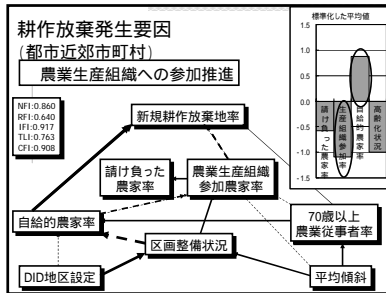 耕作放棄発生要因
(都市近郊市町村)
農業生産組織への参加推進
NFI:0.860
RFI:0.640
IFI:0.917
TLI:0.763
CFI:0.908
標準化した平均値
1.5
1.0
0.5
0.0
-0.5
-1.0
-1.5
請け負った農家率
生産組織参加率
自給的農家率
高齢化状況
新規耕作放棄地率
請け負った
農家率
農業生産組織
参加農家率
自給的農家率
70歳以上
農業従事者率
区画整備状況
DID地区設定
平均傾斜